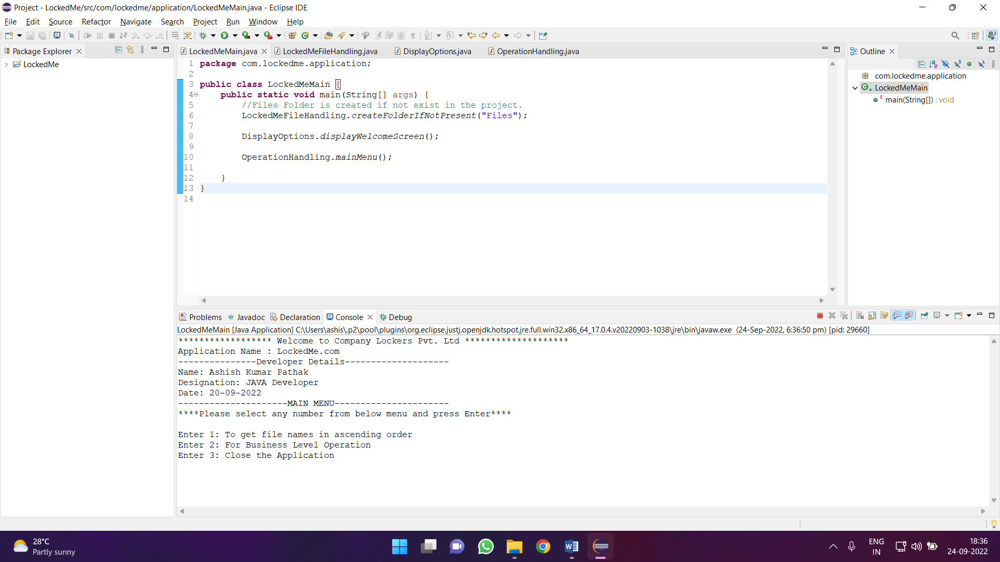 Project - LockedMe/src/com/lockedme/application/LockedMeMain.java - Eclipse IDE
File Edit Source Refactor Navigate Search Project Run Window Help
Package Explorer
LockedMe
LockedMeMain.java LockedMeFileHandling.java DisplayOptions.java OperationHandling.java
1 package com.lockedme.application;
2
3 public class LockedMeMain {
4 public static void main(String[] args) {
5 //Files Folder is created if not exist in the project.
6 LockedMeFileHandling.createFolderIfNotPresent("Files");
7
8 DisplayOptions.displayWelcomeScreen();
9
10 OperationHandling.mainMenu();
11
12 }
13 }
14
Outline
com.lockedme.application
LockedMeMain
main(String[]) : void
Problems Javadoc Declaration Console Debug
LockedMeMain [Java Application] C:\Users\ashis\.p2\pool\plugins\org.eclipse.justj.openjdk.hotspot.jre.full.win32.x86_64_17.0.4.v20220903-1038\jre\bin\javaw.exe (24-Sep-2022, 6:36:50 pm) [pid: 29660]
****************** Welcome to Company Lockers Pvt. Ltd ********************
Application Name : LockedMe.com
---------------Developer Details--------------------
Name: Ashish Kumar Pathak
Designation: JAVA Developer
Date: 20-09-2022
---------------------MAIN MENU----------------------
****Please select any number from below menu and press Enter****
Enter 1: To get file names in ascending order
Enter 2: For Business Level Operation
Enter 3: Close the Application
28°C
Partly sunny
ENG
IN
18:36
24-09-2022